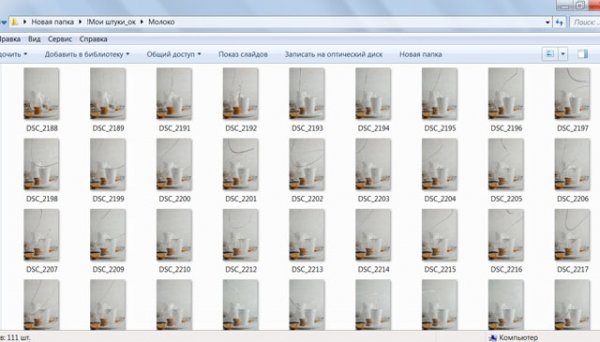 Новая папка ▸ !Мои штуки_ок ▸ Молоко
Поиск: ...
Правка Вид Сервис Справка
Добавить в библиотеку Общий доступ Показ слайдов Записать на оптический диск Новая папка
DSC_2188 DSC_2189 DSC_2191 DSC_2192 DSC_2193 DSC_2194 DSC_2195 DSC_2196 DSC_2197
DSC_2198 DSC_2199 DSC_2200 DSC_2201 DSC_2202 DSC_2203 DSC_2204 DSC_2205 DSC_2206
DSC_2207 DSC_2209 DSC_2210 DSC_2212 DSC_2213 DSC_2214 DSC_2215 DSC_2216 DSC_2217
в: 111 шт. Компьютер